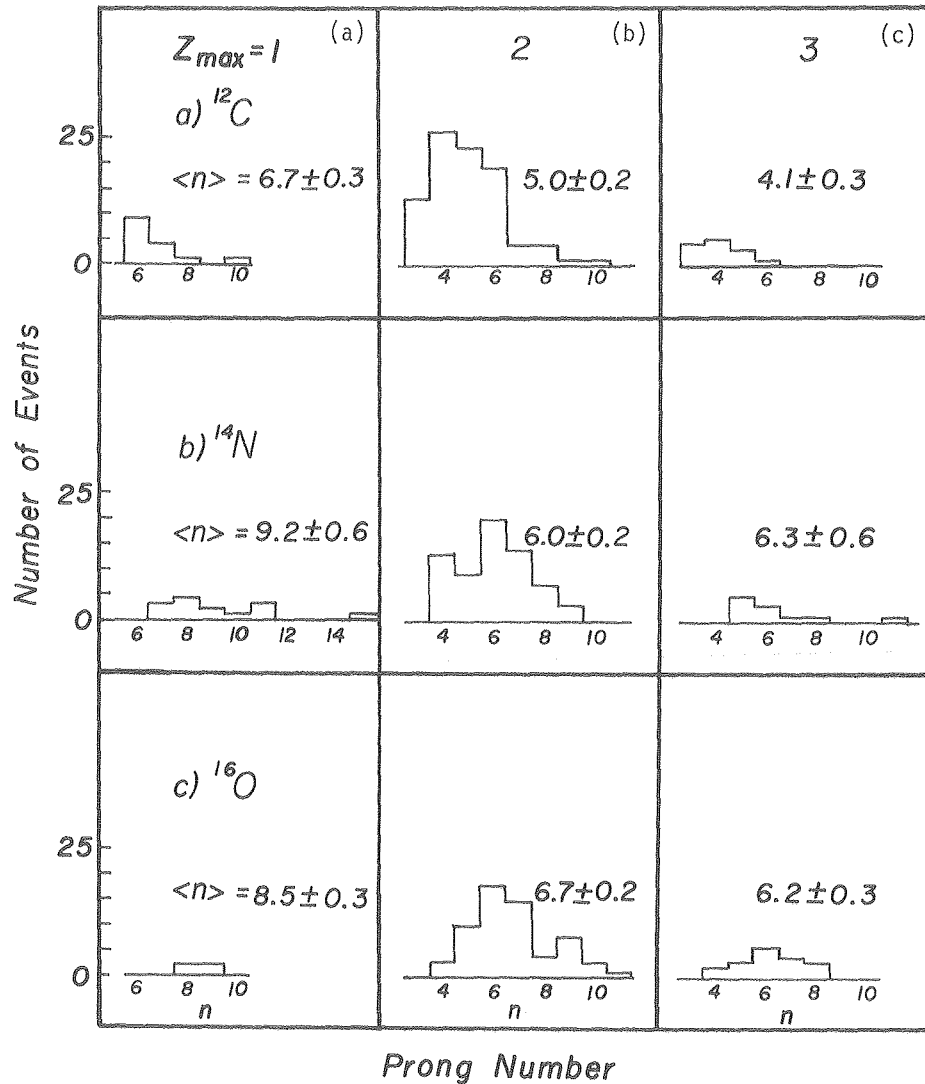 Zmax=1 (a) 2 (b) 3 (c)
a) ¹²C
25
<n> = 6.7±0.3 5.0±0.2 4.1±0.3
0
6 8 10 4 6 8 10 4 6 8 10
Number of Events
b) ¹⁴N
25
<n> = 9.2±0.6 6.0±0.2 6.3±0.6
0
6 8 10 12 14 4 6 8 10 4 6 8 10
c) ¹⁶O
25
<n> = 8.5±0.3 6.7±0.2 6.2±0.3
0
6 8 10 4 6 8 10 4 6 8 10
n n n
Prong Number